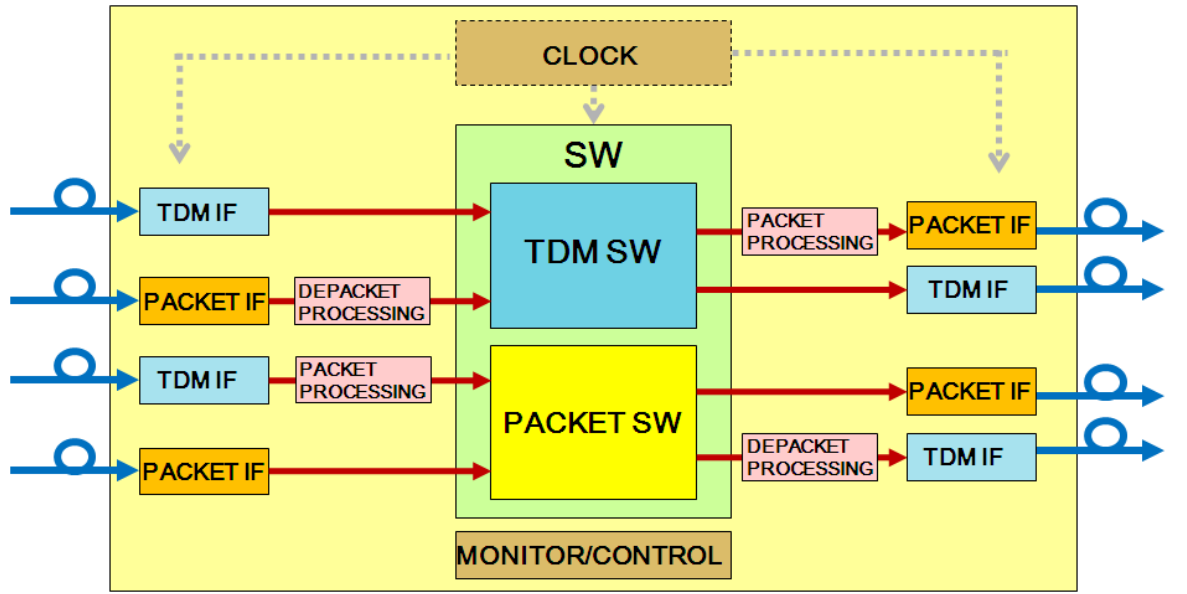 CLOCK
SW
TDM IF
TDM SW
PACKET
PROCESSING
PACKET IF
PACKET IF
DEPACKET
PROCESSING
TDM IF
TDM IF
PACKET
PROCESSING
PACKET SW
PACKET IF
PACKET IF
DEPACKET
PROCESSING
TDM IF
MONITOR/CONTROL